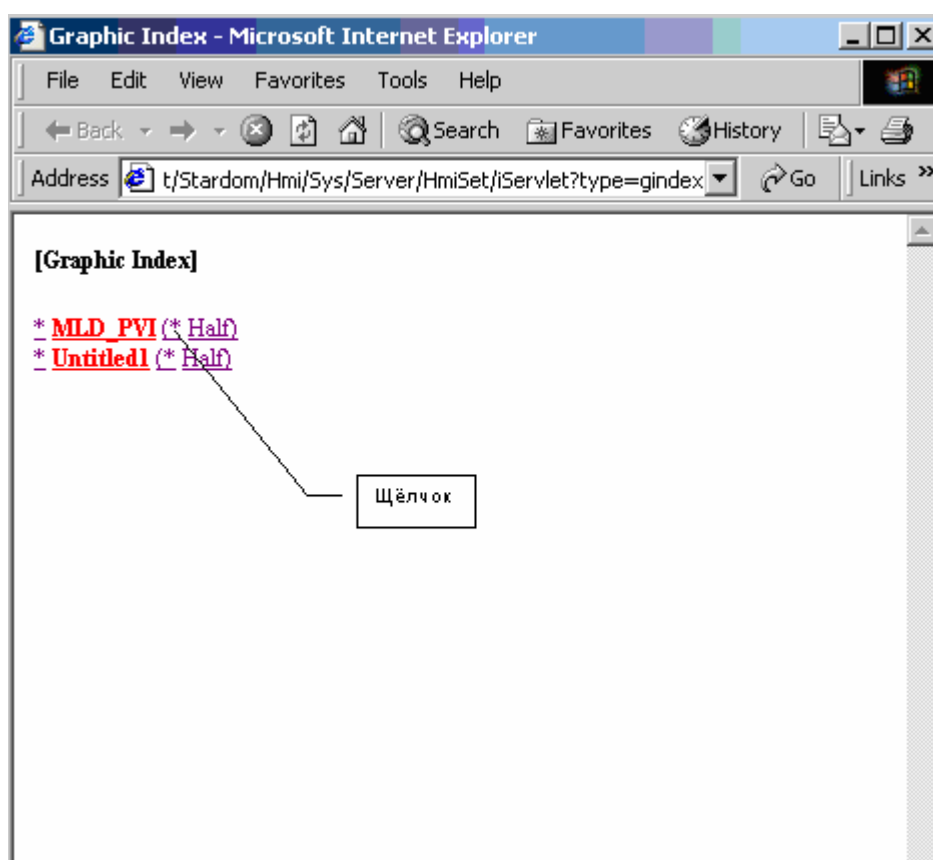 Graphic Index - Microsoft Internet Explorer
File Edit View Favorites Tools Help
Back Search Favorites History
Address t/Stardom/Hmi/Sys/Server/HmiSet/iServlet?type=gindex Go Links »
[Graphic Index]
* MLD_PVI (* Half)
* Untitled1 (* Half)
Щёлчок